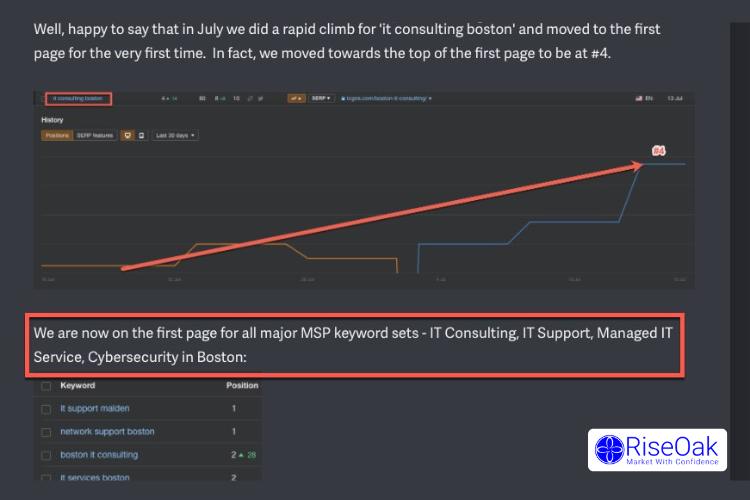 Well, happy to say that in July we did a rapid climb for 'it consulting boston' and moved to the first
page for the very first time. In fact, we moved towards the top of the first page to be at #4.
it consulting boston
SERP
EN 13 Jul
History
Positions SERP features Last 30 days
#4
We are now on the first page for all major MSP keyword sets - IT Consulting, IT Support, Managed IT
Service, Cybersecurity in Boston:
Keyword Position
it support malden 1
network support boston 1
boston it consulting 2 ▲ 28
it services boston 2
RiseOak
Market With Confidence